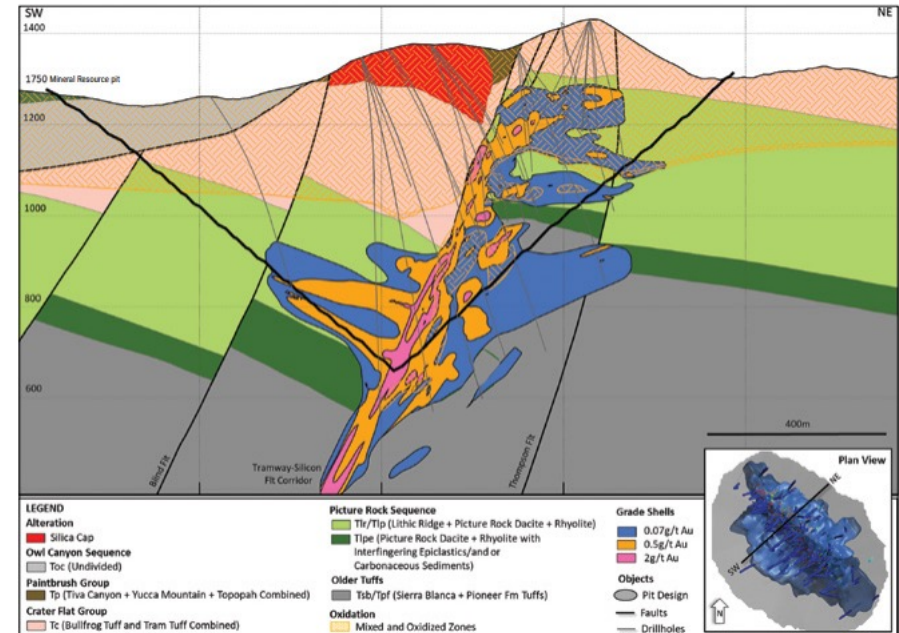 SW
NE
1400
1750 Mineral Resource pit
1200
1000
800
600
Blind Flt
Tramway-Silicon
Flt Corridor
Thompson Flt
400m
Plan View
NE
SW
N
LEGEND
Alteration
Silica Cap
Owl Canyon Sequence
Toc (Undivided)
Paintbrush Group
Tp (Tiva Canyon + Yucca Mountain + Topopah Combined)
Crater Flat Group
Tc (Bullfrog Tuff and Tram Tuff Combined)
Picture Rock Sequence
Tlr/Tlp (Lithic Ridge + Picture Rock Dacite + Rhyolite)
Tlpe (Picture Rock Dacite + Rhyolite with
Interfingering Epiclastics/and or
Carbonaceous Sediments)
Older Tuffs
Tsb/Tpf (Sierra Blanca + Pioneer Fm Tuffs)
Oxidation
Mixed and Oxidized Zones
Grade Shells
0.07g/t Au
0.5g/t Au
2g/t Au
Objects
Pit Design
Faults
Drillholes